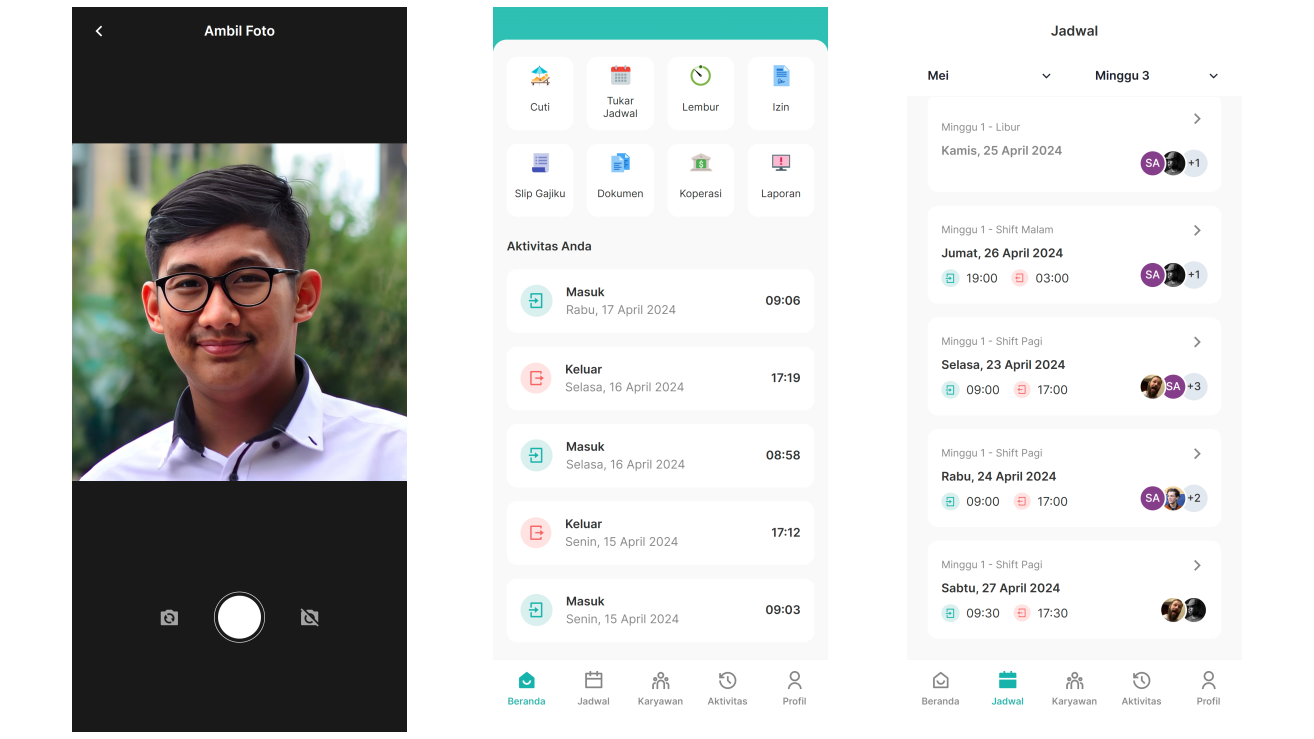 Ambil Foto
Cuti
Tukar
Jadwal
Lembur
Izin
Slip Gajiku
Dokumen
Koperasi
Laporan
Aktivitas Anda
Masuk
Rabu, 17 April 2024
09:06
Keluar
Selasa, 16 April 2024
17:19
Masuk
Selasa, 16 April 2024
08:58
Keluar
Senin, 15 April 2024
17:12
Masuk
Senin, 15 April 2024
09:03
Beranda
Jadwal
Karyawan
Aktivitas
Profil
Jadwal
Mei
Minggu 3
Minggu 1 - Libur
Kamis, 25 April 2024
SA +1
Minggu 1 - Shift Malam
Jumat, 26 April 2024
19:00 03:00
SA +1
Minggu 1 - Shift Pagi
Selasa, 23 April 2024
09:00 17:00
SA +3
Minggu 1 - Shift Pagi
Rabu, 24 April 2024
09:00 17:00
SA +2
Minggu 1 - Shift Pagi
Sabtu, 27 April 2024
09:30 17:30
Beranda
Jadwal
Karyawan
Aktivitas
Profil